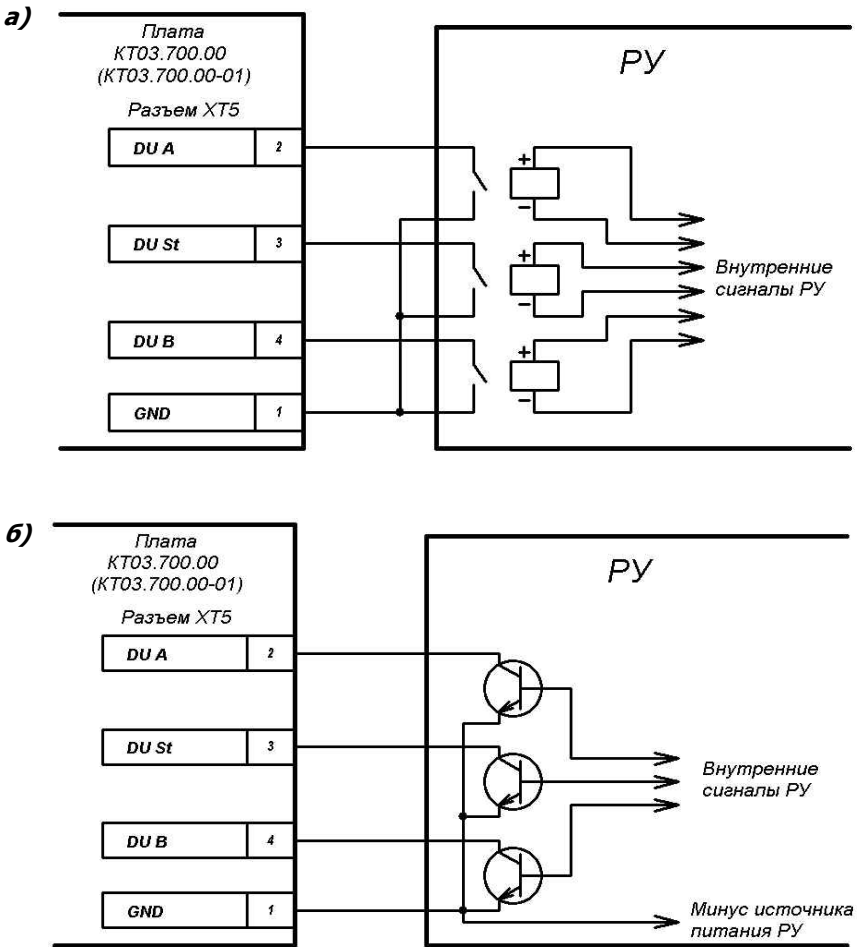 а)
Плата
КТ03.700.00
(КТ03.700.00-01)
Разъем XT5
DU A 2
DU St 3
DU B 4
GND 1
РУ
+
−
+
−
+
−
Внутренние
сигналы РУ
б)
Плата
КТ03.700.00
(КТ03.700.00-01)
Разъем XT5
DU A 2
DU St 3
DU B 4
GND 1
РУ
Внутренние
сигналы РУ
Минус источника
питания РУ